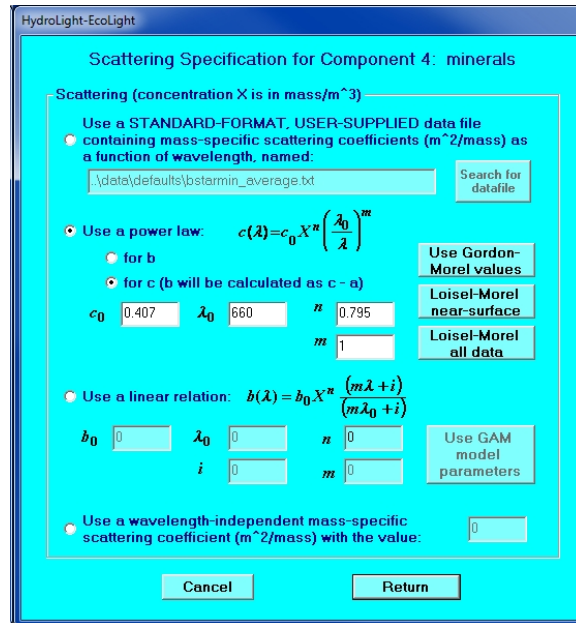 HydroLight-EcoLight
Scattering Specification for Component 4: minerals
Scattering (concentration X is in mass/m^3)
Use a STANDARD-FORMAT, USER-SUPPLIED data file
containing mass-specific scattering coefficients (m^2/mass) as
a function of wavelength, named:
..\data\defaults\bstarmin_average.txt
Search for
datafile
Use a power law: c(λ)=c₀Xⁿ(λ₀/λ)ᵐ
for b
for c (b will be calculated as c - a)
Use Gordon-
Morel values
c₀ 0.407 λ₀ 660 n 0.795
Loisel-Morel
near-surface
m 1
Loisel-Morel
all data
Use a linear relation: b(λ)=b₀Xⁿ (mλ+i)/(mλ₀+i)
b₀ 0 λ₀ 0 n 0
i 0 m 0
Use GAM
model
parameters
Use a wavelength-independent mass-specific
scattering coefficient (m^2/mass) with the value: 0
Cancel Return